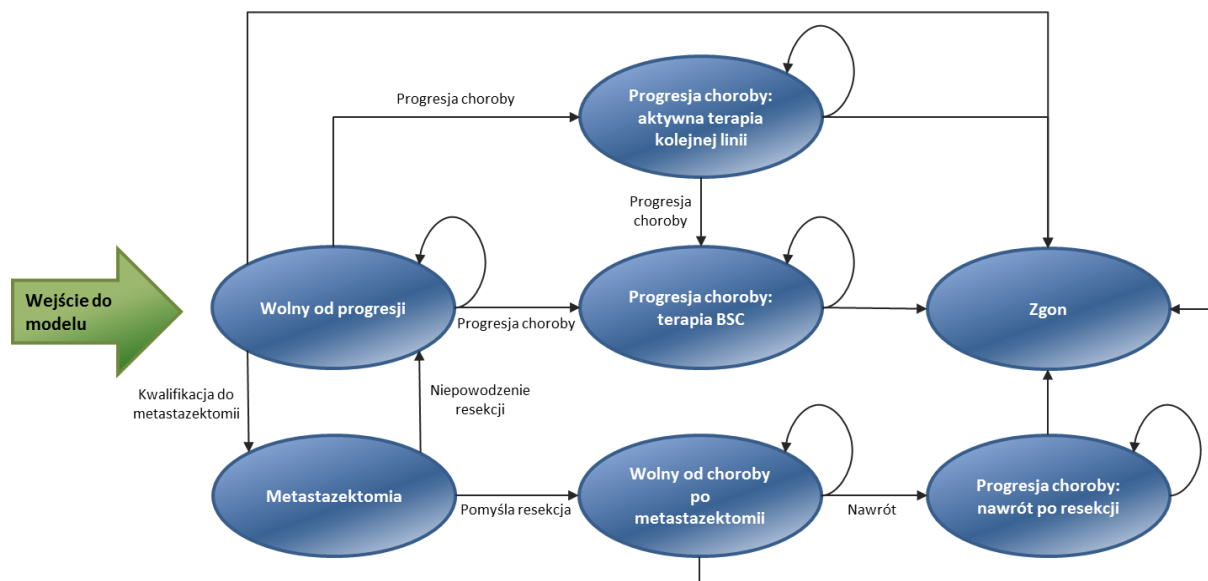 Progresja choroby
Progresja choroby:
aktywna terapia
kolejnej linii
Progresja
choroby
Wejście do
modelu
Wolny od progresji
Progresja choroby
Progresja choroby:
terapia BSC
Zgon
Kwalifikacja do
metastazektomii
Niepowodzenie
resekcji
Metastazektomia
Pomyśla resekcja
Wolny od choroby
po
metastazektomii
Nawrót
Progresja choroby:
nawrót po resekcji